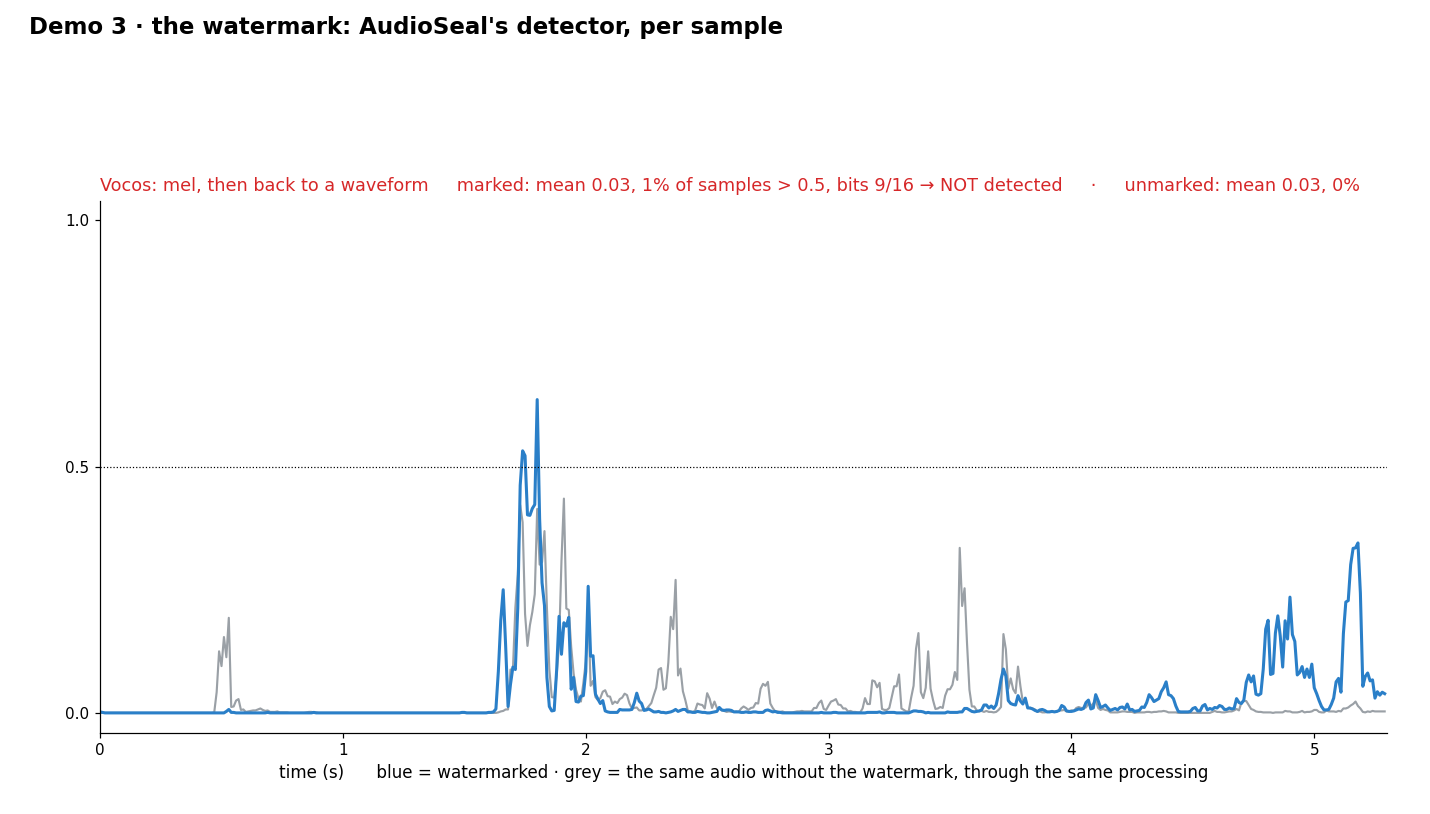 Demo 3 · the watermark: AudioSeal's detector, per sample
Vocos: mel, then back to a waveform marked: mean 0.03, 1% of samples > 0.5, bits 9/16 → NOT detected · unmarked: mean 0.03, 0%
1.0
0.5
0.0
0 1 2 3 4 5
time (s) blue = watermarked · grey = the same audio without the watermark, through the same processing